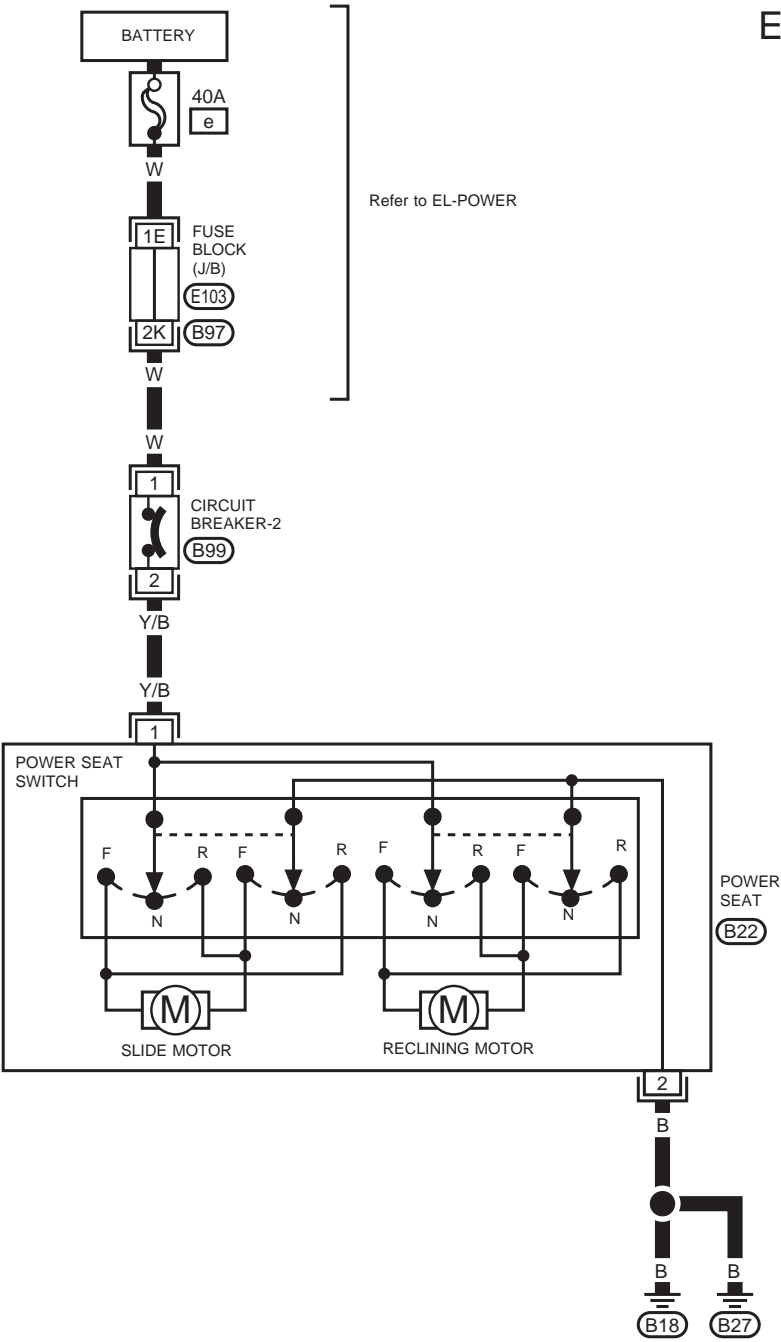 E
BATTERY
40A
e
W
Refer to EL-POWER
1E
FUSE
BLOCK
(J/B)
E103
2K
B97
W
W
1
CIRCUIT
BREAKER-2
B99
2
Y/B
Y/B
1
POWER SEAT
SWITCH
F R F R F R F R
N N N N
POWER
SEAT
B22
M M
SLIDE MOTOR RECLINING MOTOR
2
B
B B
B18 B27